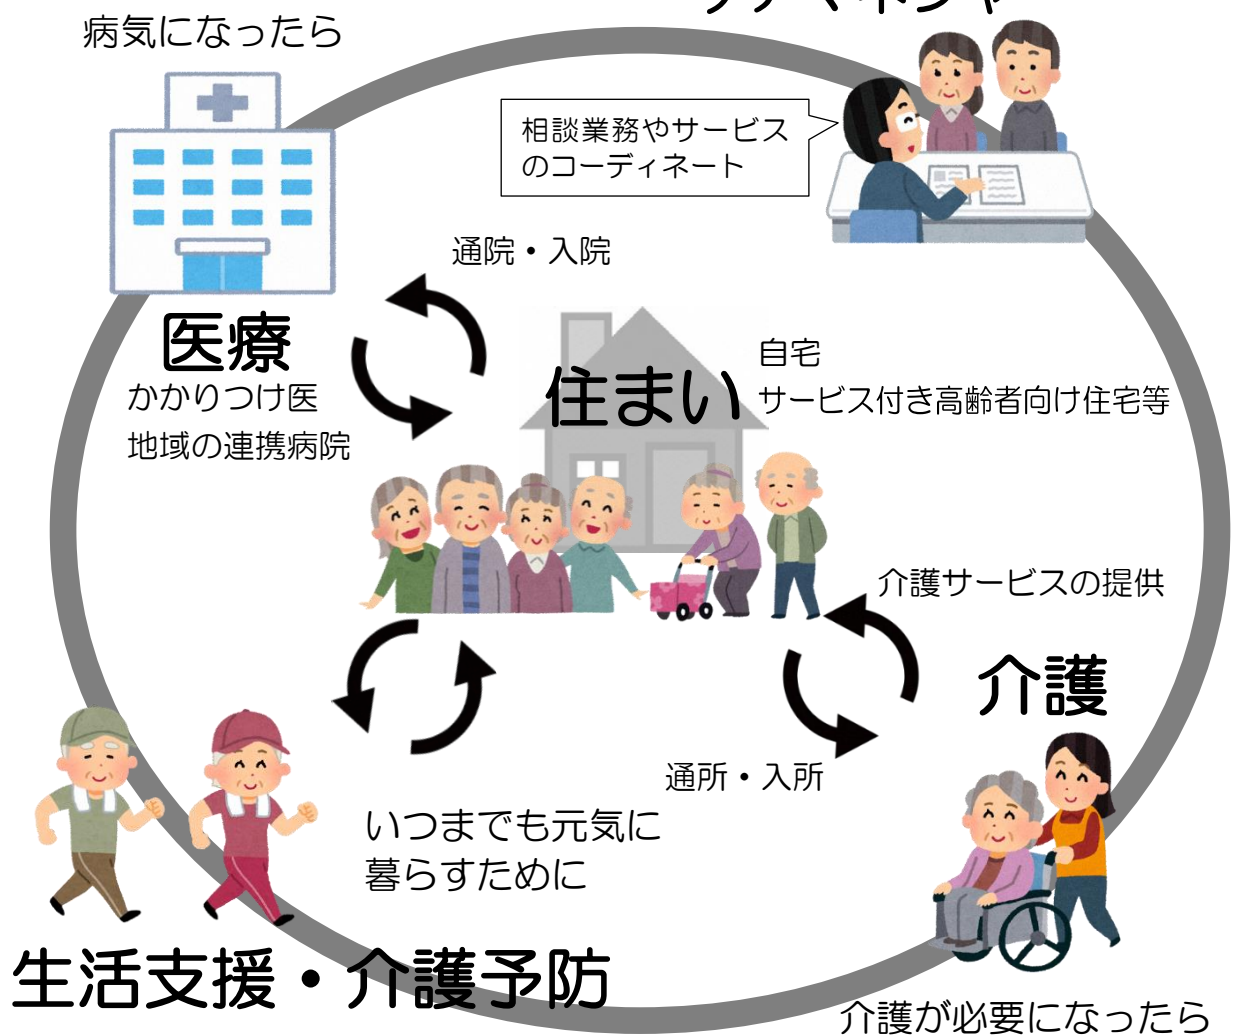 病気になったら
相談業務やサービス
のコーディネート
通院・入院
医療
かかりつけ医
地域の連携病院
住まい
自宅
サービス付き高齢者向け住宅等
介護サービスの提供
介護
通所・入所
いつまでも元気に
暮らすために
生活支援・介護予防
介護が必要になったら